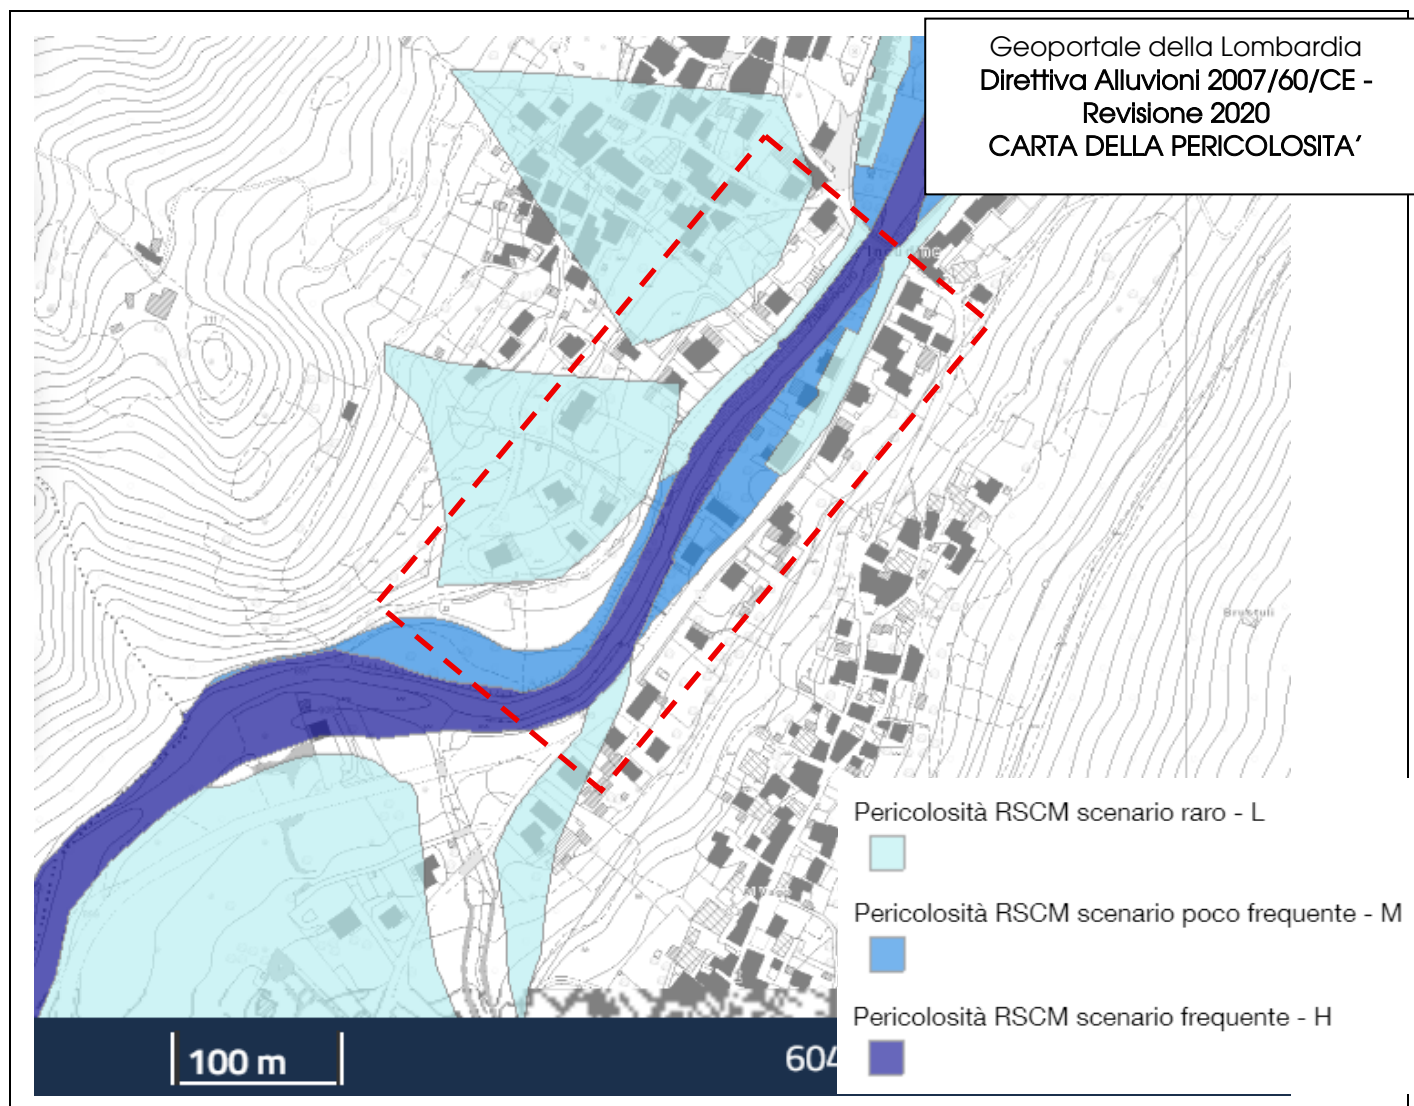 Geoportale della Lombardia
Direttiva Alluvioni 2007/60/CE -
Revisione 2020
CARTA DELLA PERICOLOSITA’
Pericolosità RSCM scenario raro - L
Pericolosità RSCM scenario poco frequente - M
Pericolosità RSCM scenario frequente - H
100 m
604